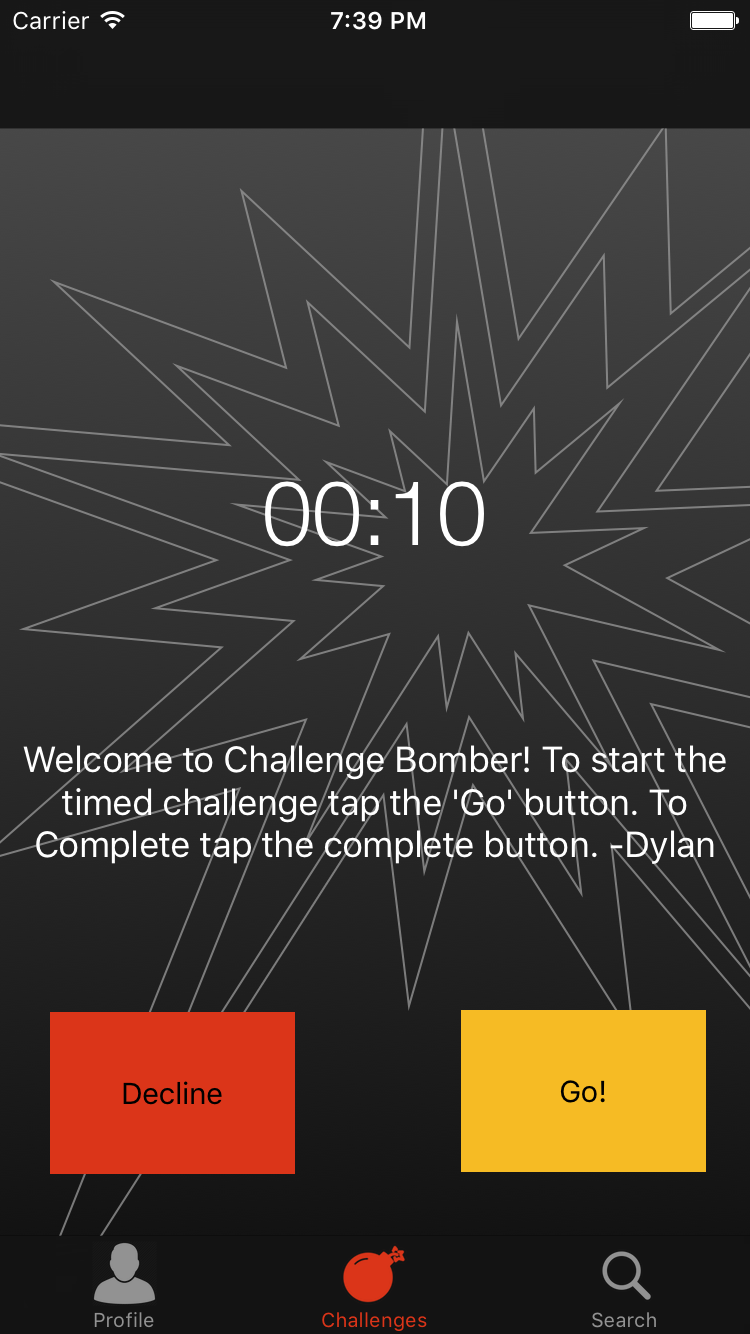 Carrier 7:39 PM
00:10
Welcome to Challenge Bomber! To start the
timed challenge tap the 'Go' button. To
Complete tap the complete button. -Dylan
Decline Go!
Profile Challenges Search